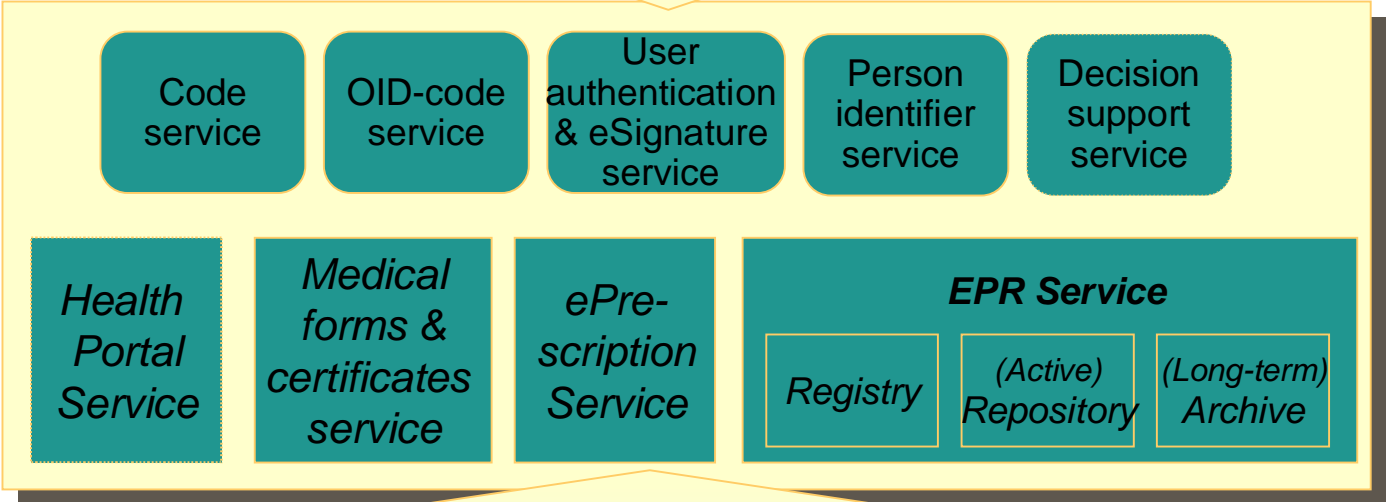 Code
service
OID-code
service
User
authentication
& eSignature
service
Person
identifier
service
Decision
support
service
Health
Portal
Service
Medical
forms &
certificates
service
ePre-
scription
Service
EPR Service
Registry
(Active)
Repository
(Long-term)
Archive